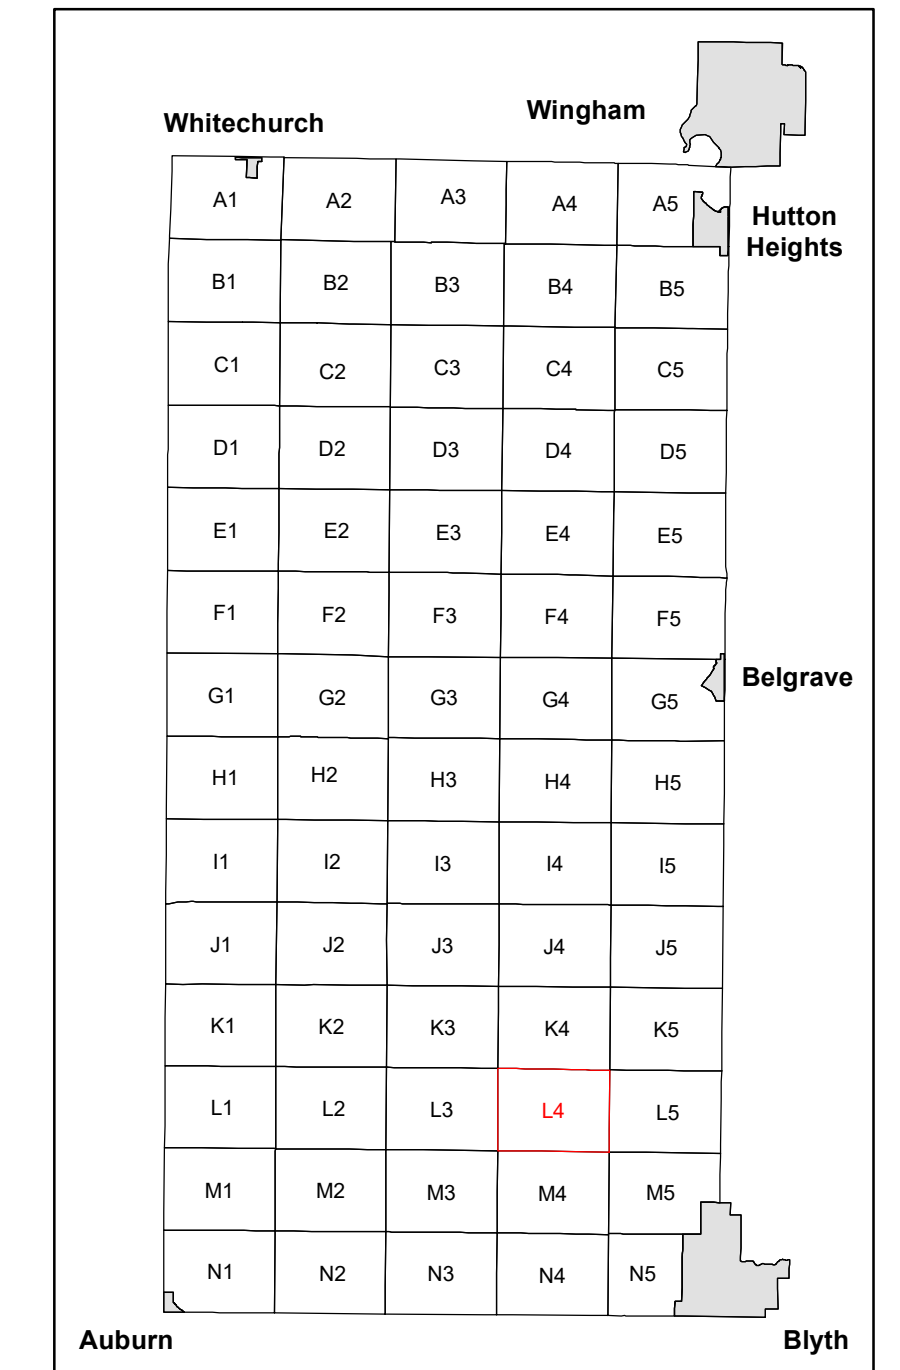 Wingham
Whitechurch
A1 A2 A3 A4 A5
Hutton
Heights
B1 B2 B3 B4 B5
C1 C2 C3 C4 C5
D1 D2 D3 D4 D5
E1 E2 E3 E4 E5
F1 F2 F3 F4 F5
Belgrave
G1 G2 G3 G4 G5
H1 H2 H3 H4 H5
I1 I2 I3 I4 I5
J1 J2 J3 J4 J5
K1 K2 K3 K4 K5
L1 L2 L3 L4 L5
M1 M2 M3 M4 M5
N1 N2 N3 N4 N5
Auburn Blyth